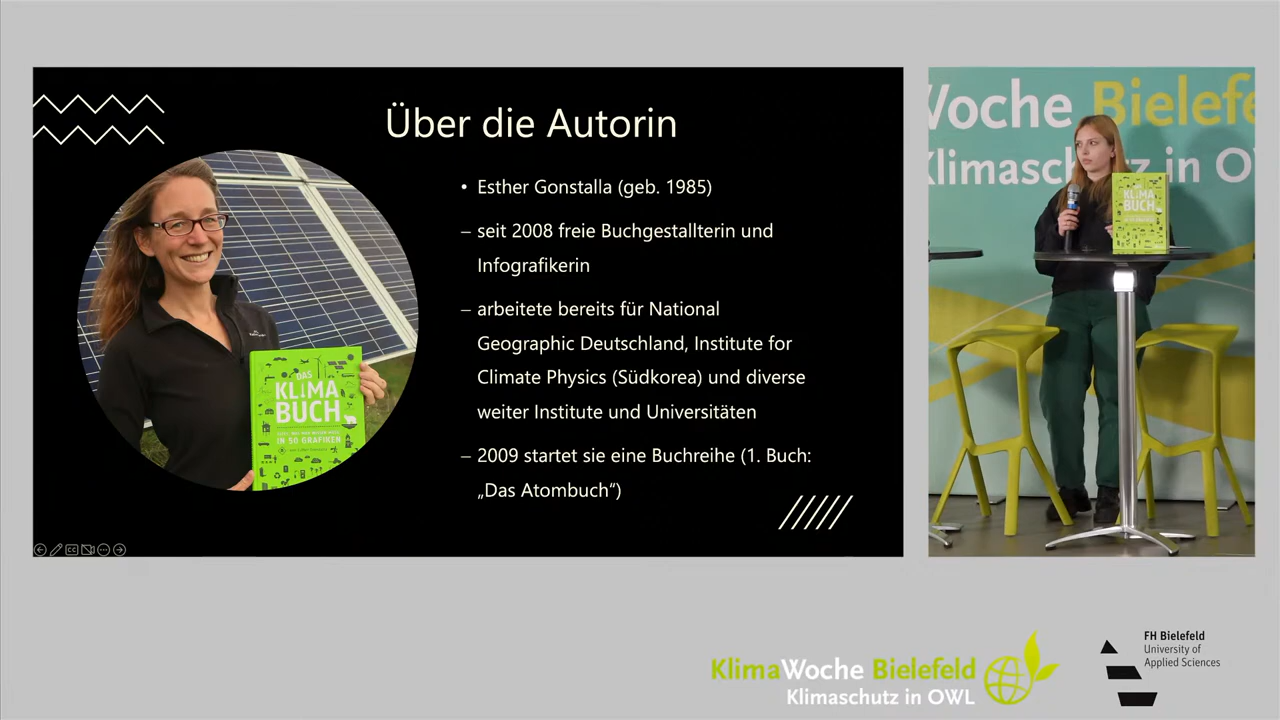 Über die Autorin
• Esther Gonstalla (geb. 1985)
– seit 2008 freie Buchgestallterin und
Infografikerin
– arbeitete bereits für National
Geographic Deutschland, Institute for
Climate Physics (Südkorea) und diverse
weiter Institute und Universitäten
– 2009 startet sie eine Buchreihe (1. Buch:
„Das Atombuch“)
DAS
KLIMA
BUCH
IN 50 GRAFIKEN
Woche Bielefe
Klimasch z in O
KLIMA
BUCH
CC
KlimaWoche Bielefeld
Klimaschutz in OWL
FH Bielefeld
University of
Applied Sciences